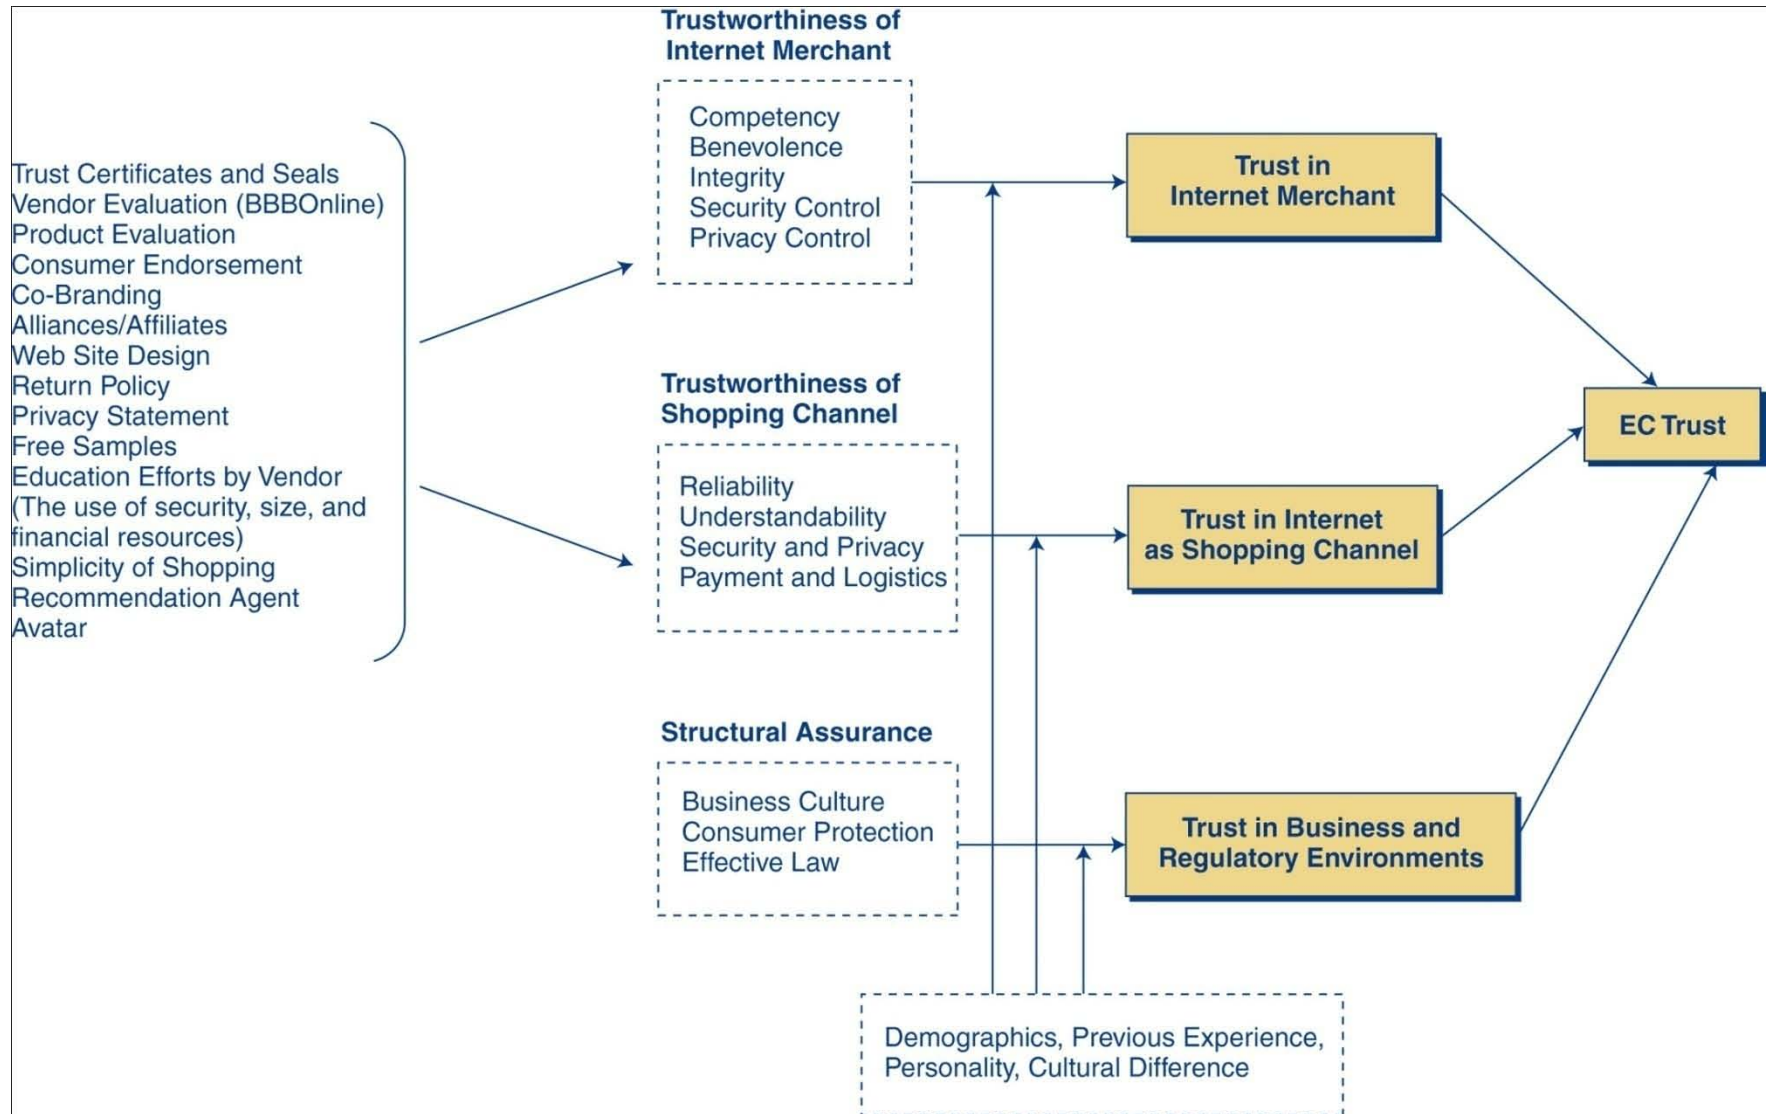 Trustworthiness of
Internet Merchant
Competency
Benevolence
Integrity
Security Control
Privacy Control
Trust in
Internet Merchant
Trust Certificates and Seals
Vendor Evaluation (BBBOnline)
Product Evaluation
Consumer Endorsement
Co-Branding
Alliances/Affiliates
Web Site Design
Return Policy
Privacy Statement
Free Samples
Education Efforts by Vendor
(The use of security, size, and
financial resources)
Simplicity of Shopping
Recommendation Agent
Avatar
Trustworthiness of
Shopping Channel
Reliability
Understandability
Security and Privacy
Payment and Logistics
Trust in Internet
as Shopping Channel
EC Trust
Structural Assurance
Business Culture
Consumer Protection
Effective Law
Trust in Business and
Regulatory Environments
Demographics, Previous Experience,
Personality, Cultural Difference